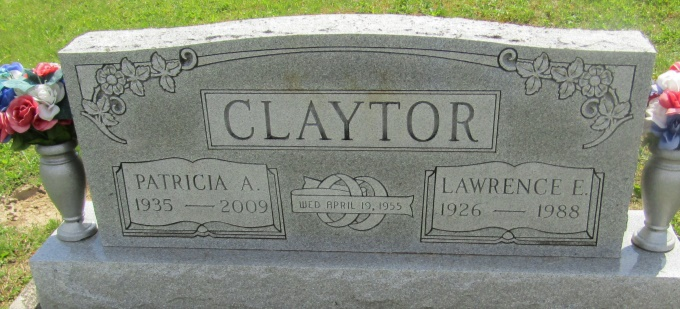 CLAYTOR
PATRICIA A.
1935 — 2009
WED APRIL 19, 1955
LAWRENCE E.
1926 — 1988